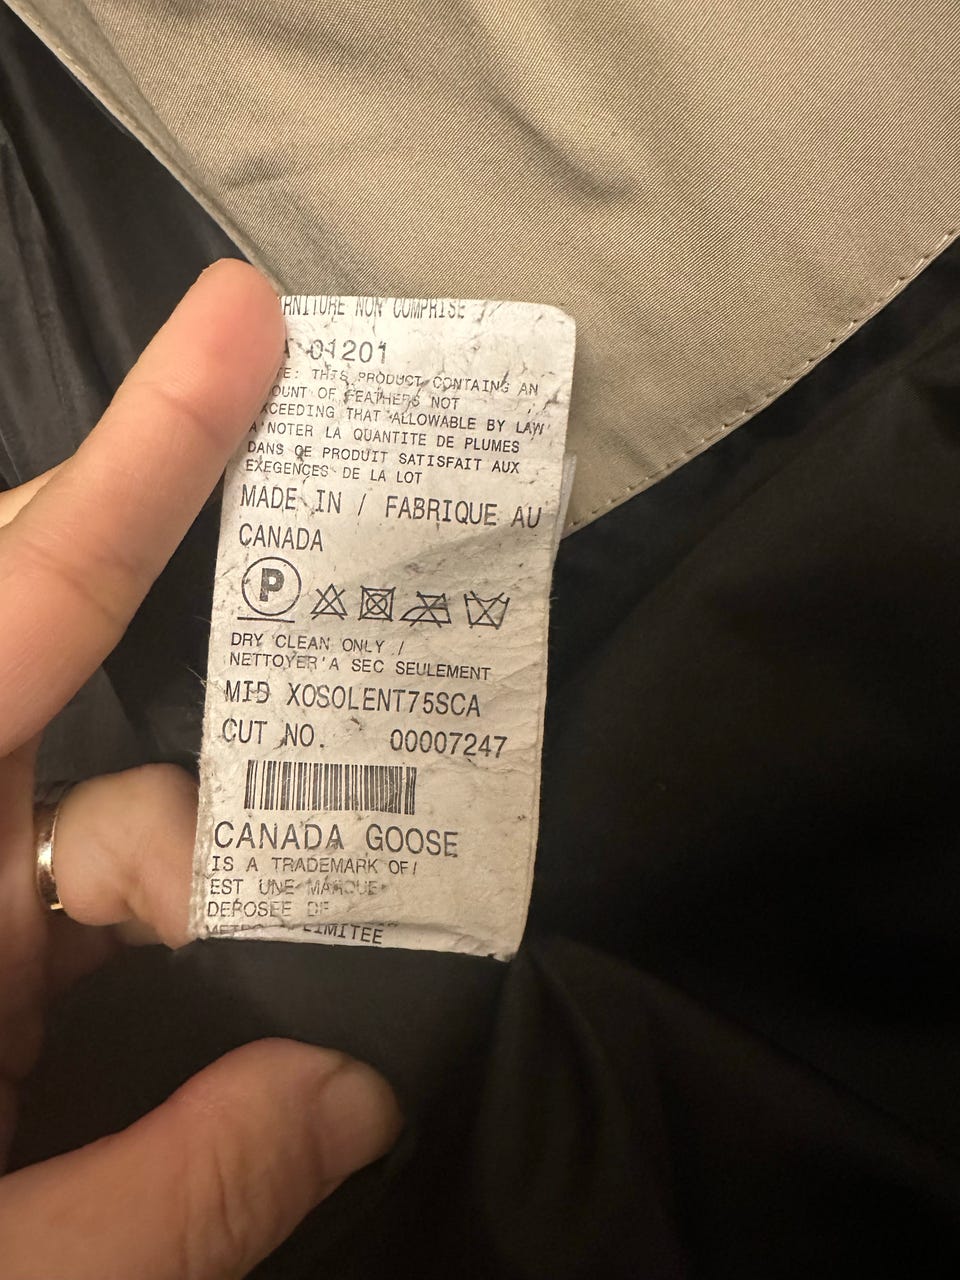 RNITURE NON COMPRISE
01201
E: THIS PRODUCT CONTAINS AN
OUNT OF FEATHERS NOT
XCEEDING THAT ALLOWABLE BY LAW
A NOTER LA QUANTITE DE PLUMES
DANS CE PRODUIT SATISFAIT AUX
EXEGENCES DE LA LOT
MADE IN / FABRIQUE AU
CANADA
P
DRY CLEAN ONLY /
NETTOYER A SEC SEULEMENT
MID XOSOLENT75SCA
CUT NO. 00007247
CANADA GOOSE
IS A TRADEMARK OF/
EST UNE MARQUE
DEPOSEE DE
LIMITEE